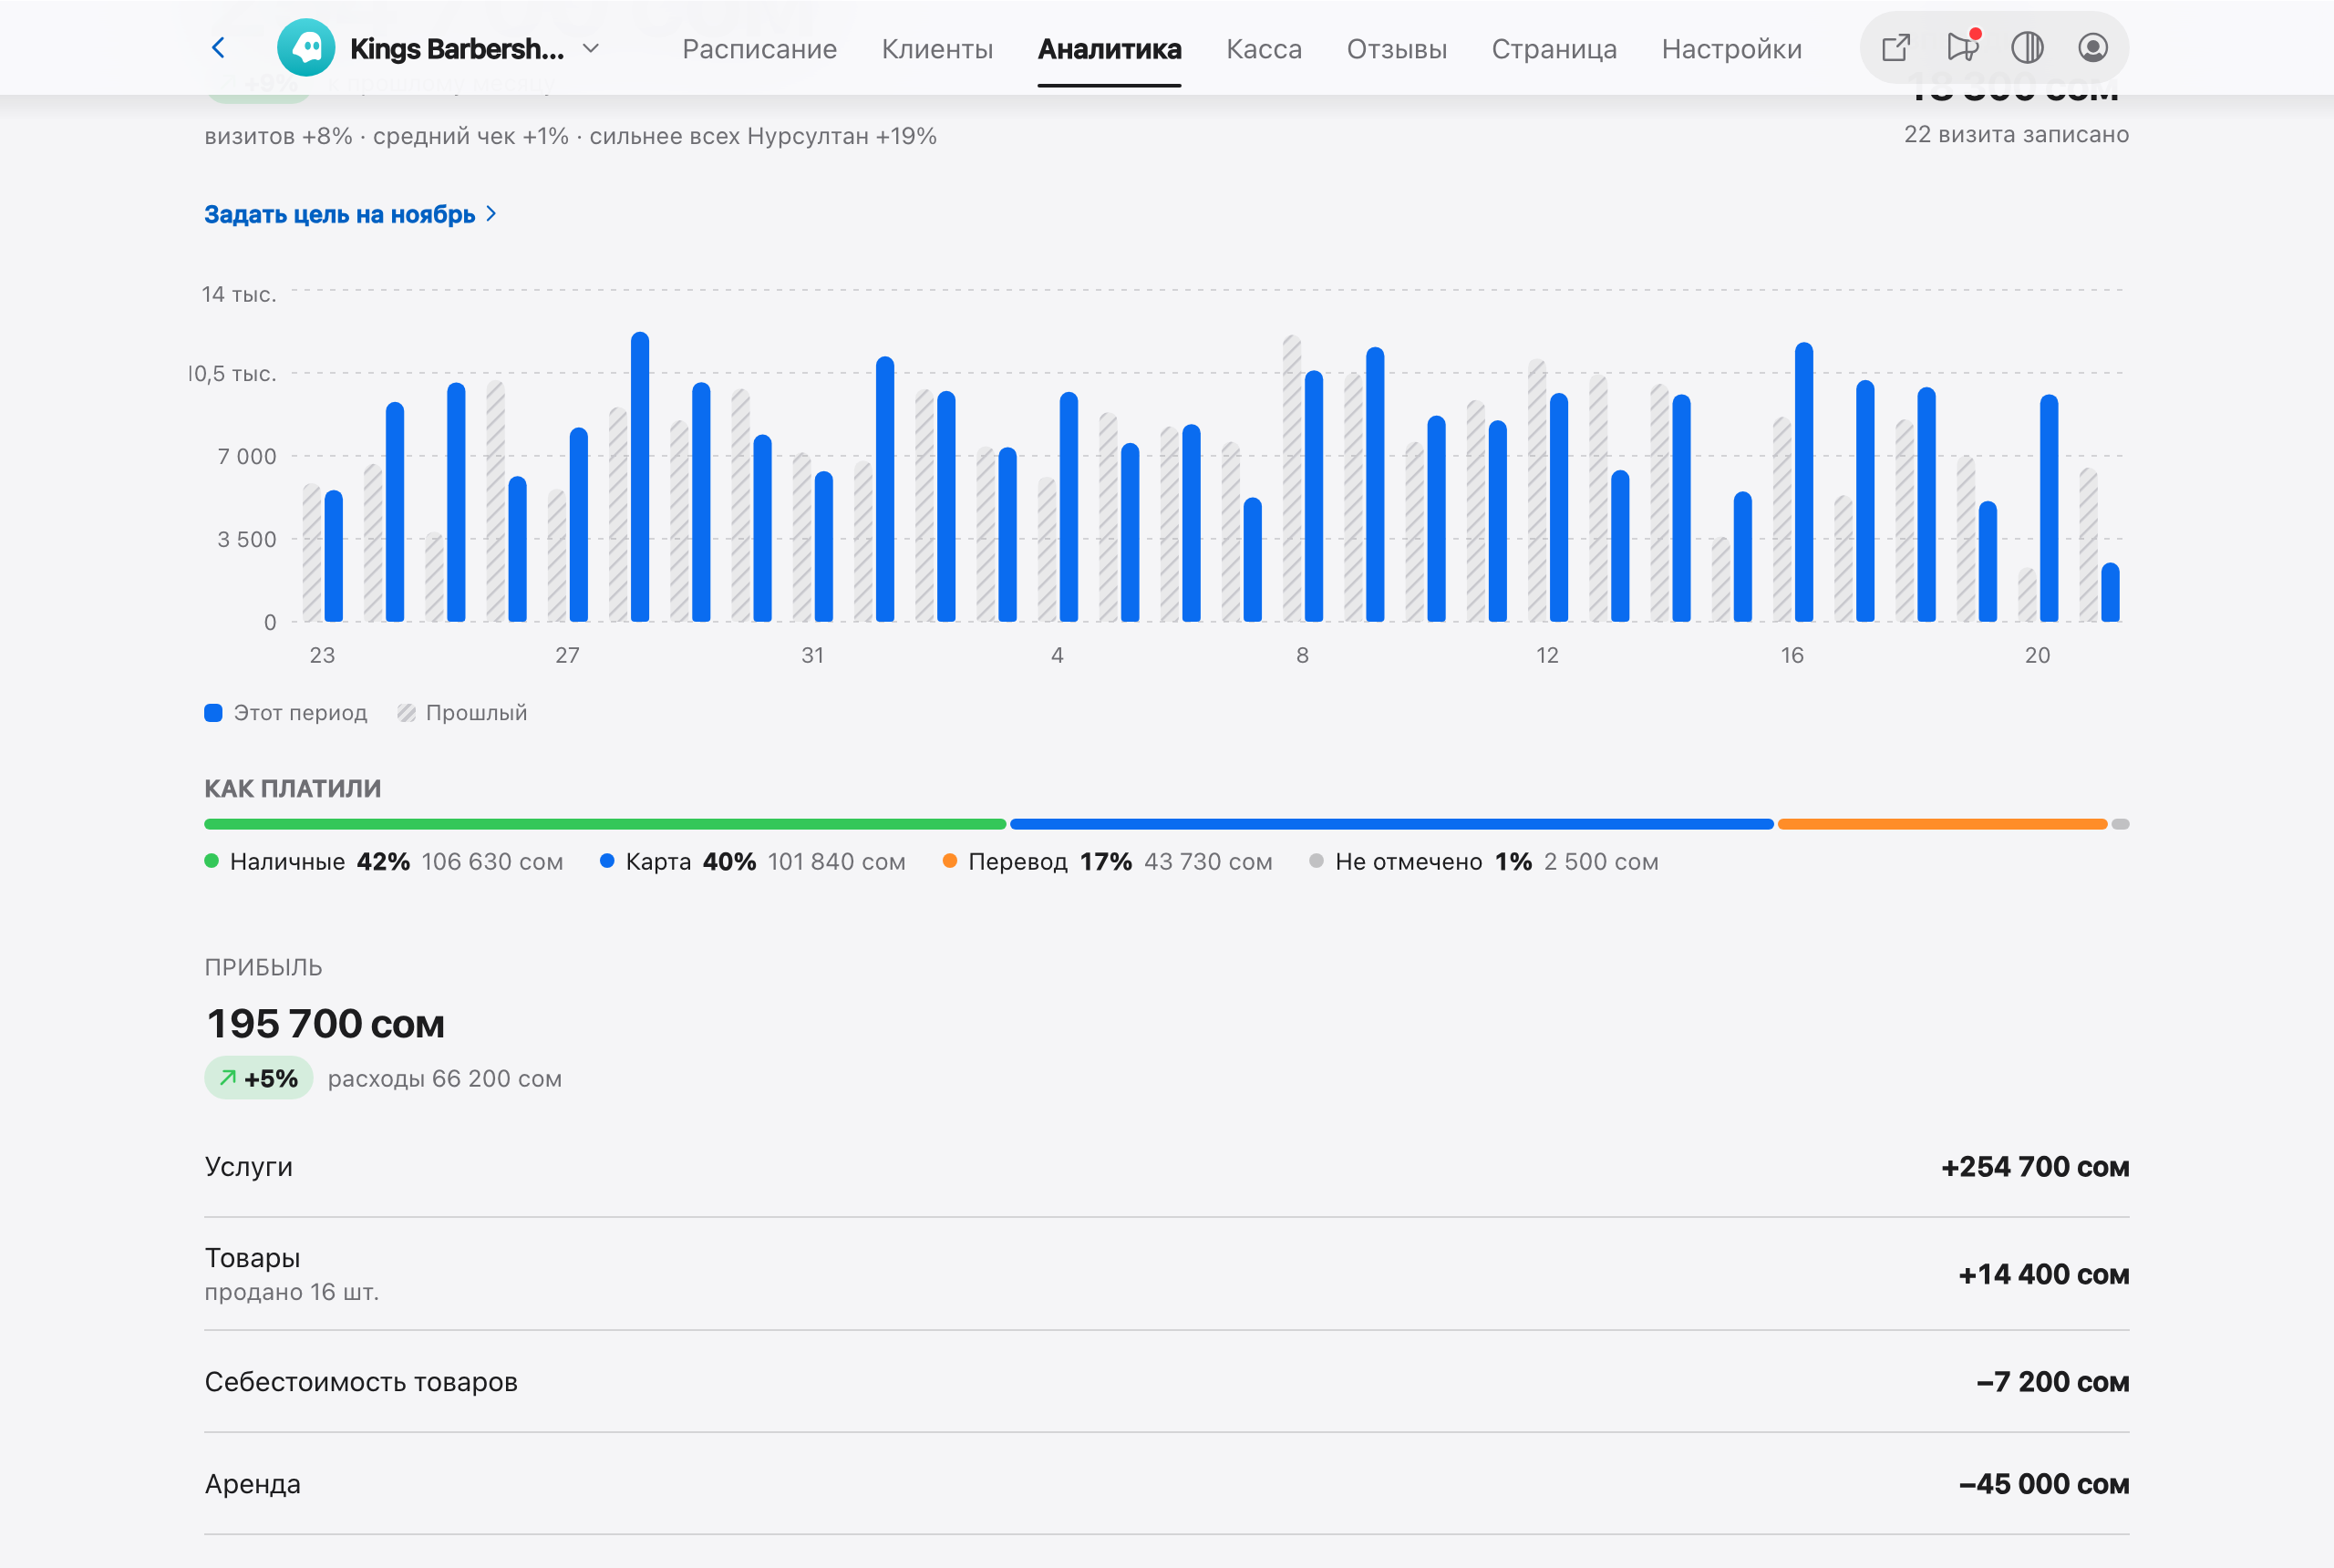 Kings Barbersh...
Расписание
Клиенты
Аналитика
Касса
Отзывы
Страница
Настройки
18 300 сом
визитов +8% · средний чек +1% · сильнее всех Нурсултан +19%
22 визита записано
Задать цель на ноябрь
14 тыс.
10,5 тыс.
7 000
3 500
0
23 27 31 4 8 12 16 20
Этот период Прошлый
КАК ПЛАТИЛИ
Наличные 42% 106 630 сом Карта 40% 101 840 сом Перевод 17% 43 730 сом Не отмечено 1% 2 500 сом
ПРИБЫЛЬ
195 700 сом
+5% расходы 66 200 сом
Услуги +254 700 сом
Товары
продано 16 шт.
+14 400 сом
Себестоимость товаров −7 200 сом
Аренда −45 000 сом